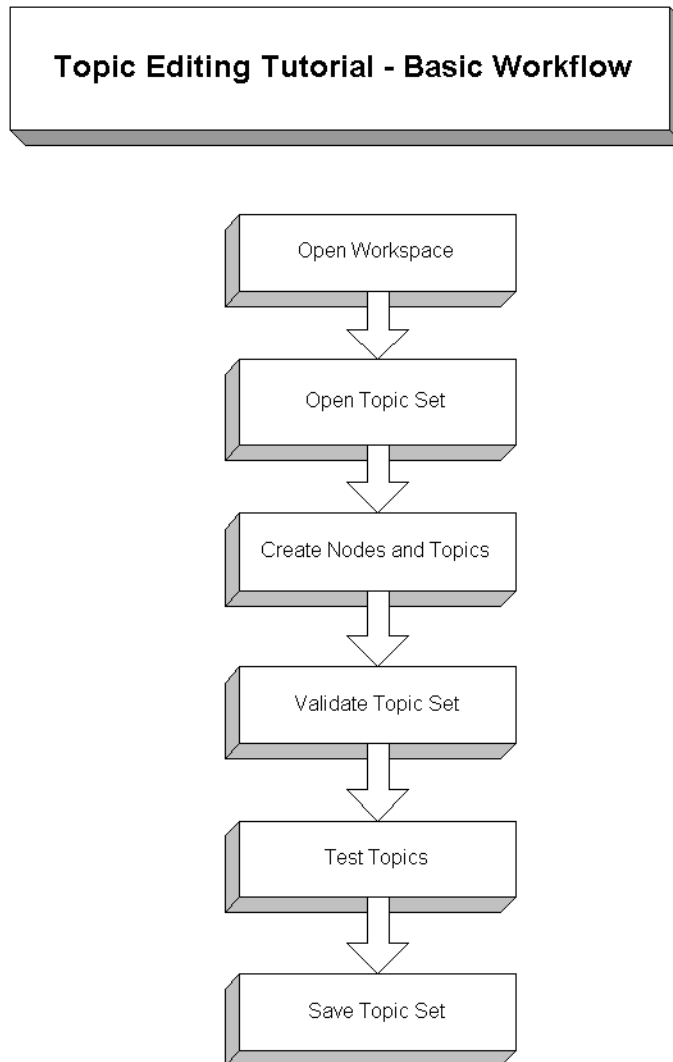 Topic Editing Tutorial - Basic Workflow
Open Workspace
Open Topic Set
Create Nodes and Topics
Validate Topic Set
Test Topics
Save Topic Set